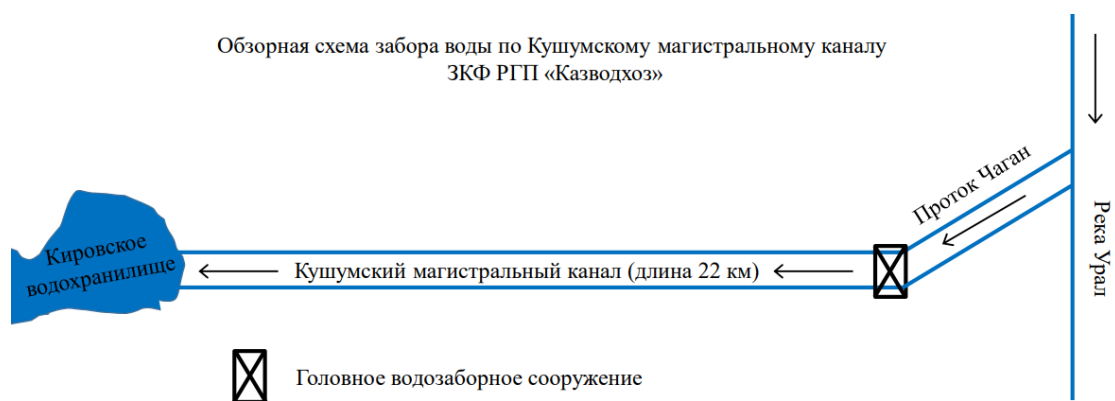 Обзорная схема забора воды по Кушумскому магистральному каналу
ЗКФ РГП «Казводхоз»
Проток Чаган
Река Урал
Кировское
водохранилище
Кушумский магистральный канал (длина 22 км)
Головное водозаборное сооружение